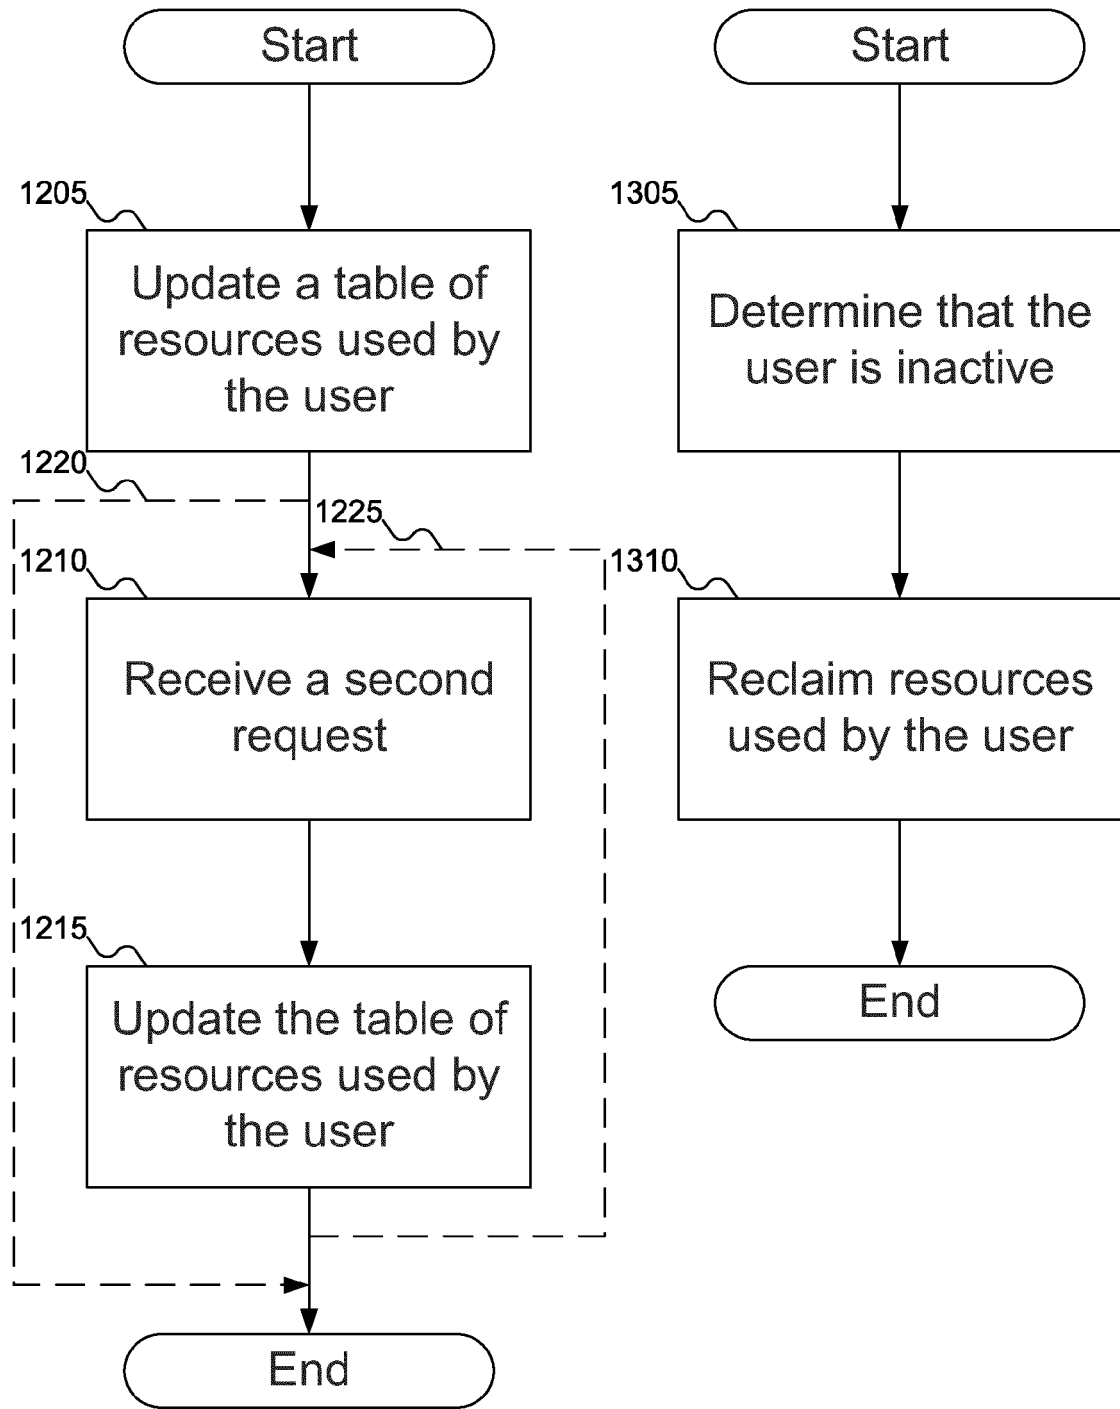 Start
1205
Update a table of
resources used by
the user
1220
1225
1210
Receive a second
request
1215
Update the table of
resources used by
the user
End
Start
1305
Determine that the
user is inactive
1310
Reclaim resources
used by the user
End